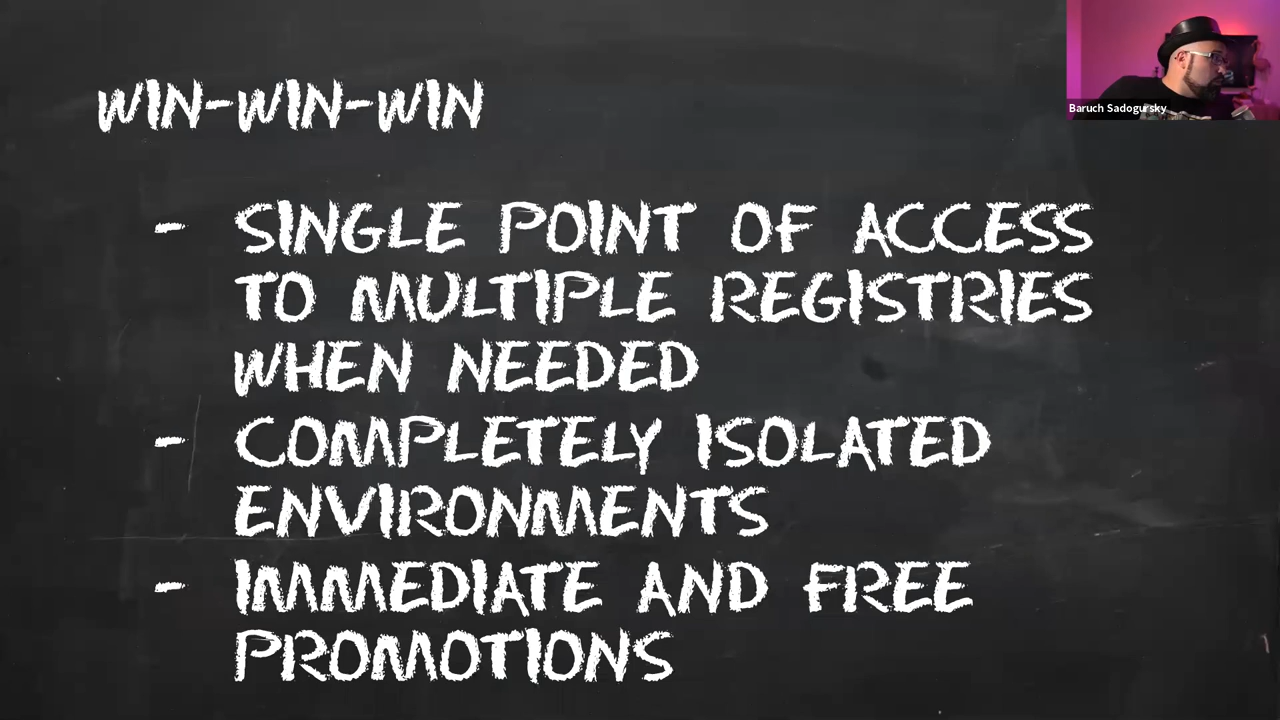 WIN-WIN-WIN
Baruch Sadogursky
- SINGLE POINT OF ACCESS
TO MULTIPLE REGISTRIES
WHEN NEEDED
- COMPLETELY ISOLATED
ENVIRONMENTS
- IMMEDIATE AND FREE
PROMOTIONS